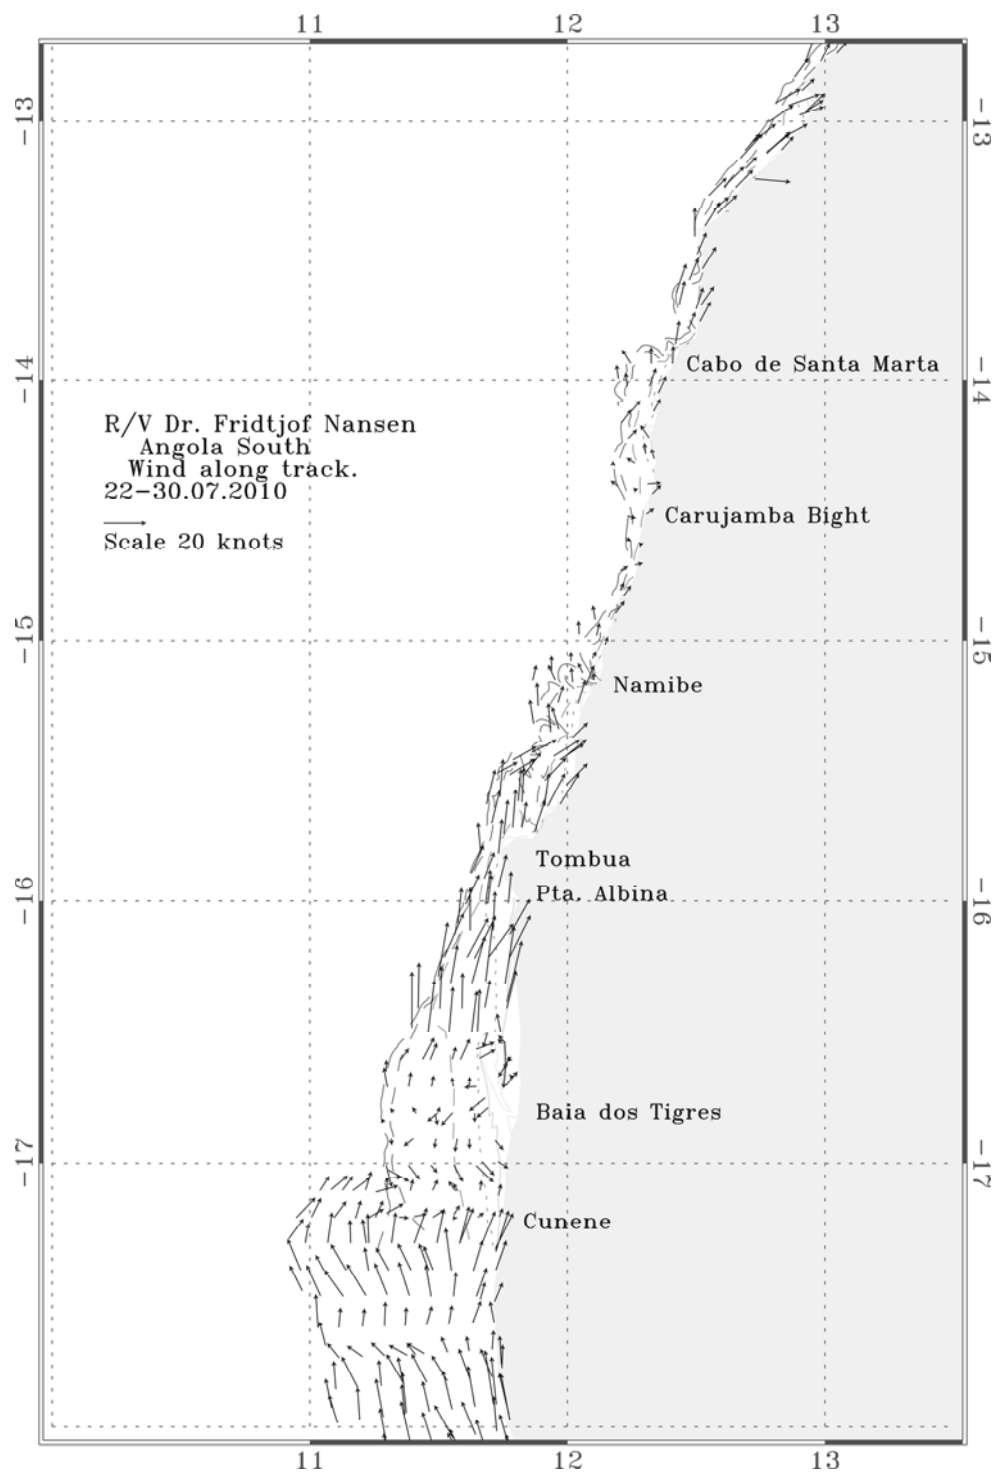 11 12 13
-13 -13
Cabo de Santa Marta
-14 -14
R/V Dr. Fridtjof Nansen
Angola South
Wind along track.
22-30.07.2010
Carujamba Bight
Scale 20 knots
-15 -15
Namibe
Tombua
Pta. Albina
-16 -16
Baia dos Tigres
-17 -17
Cunene
11 12 13